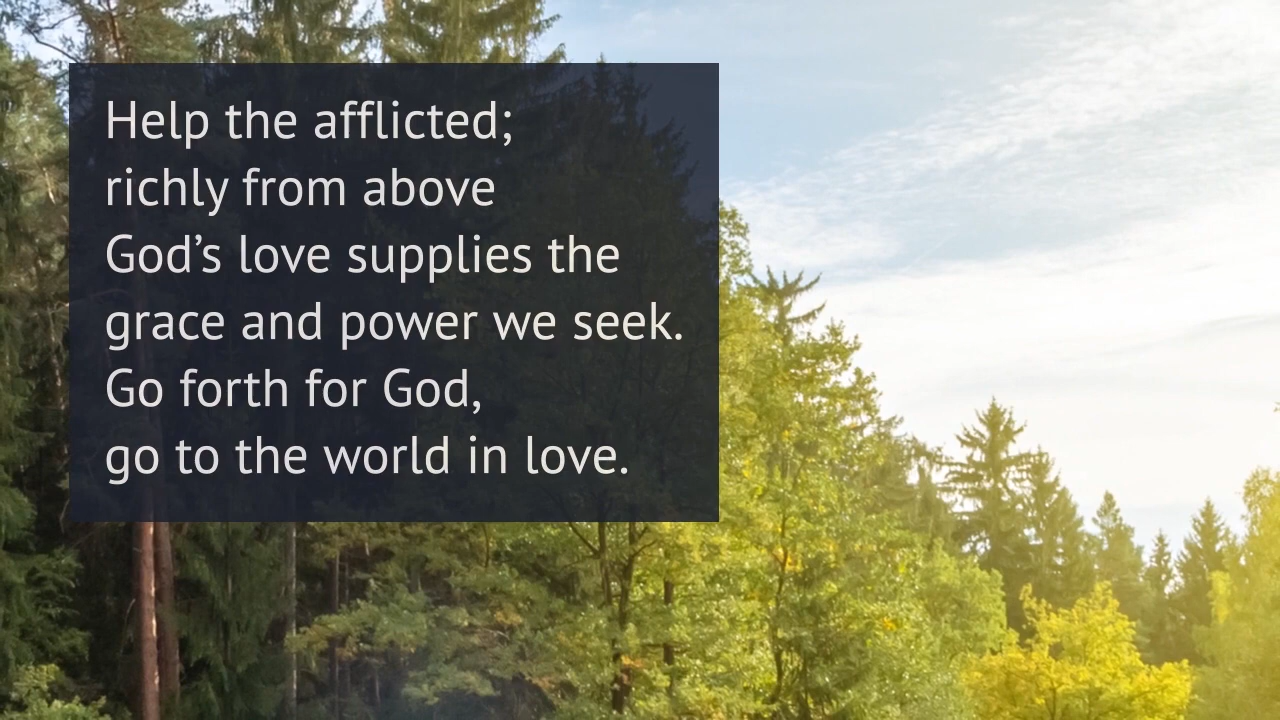 Help the afflicted;
richly from above
God’s love supplies the
grace and power we seek.
Go forth for God,
go to the world in love.